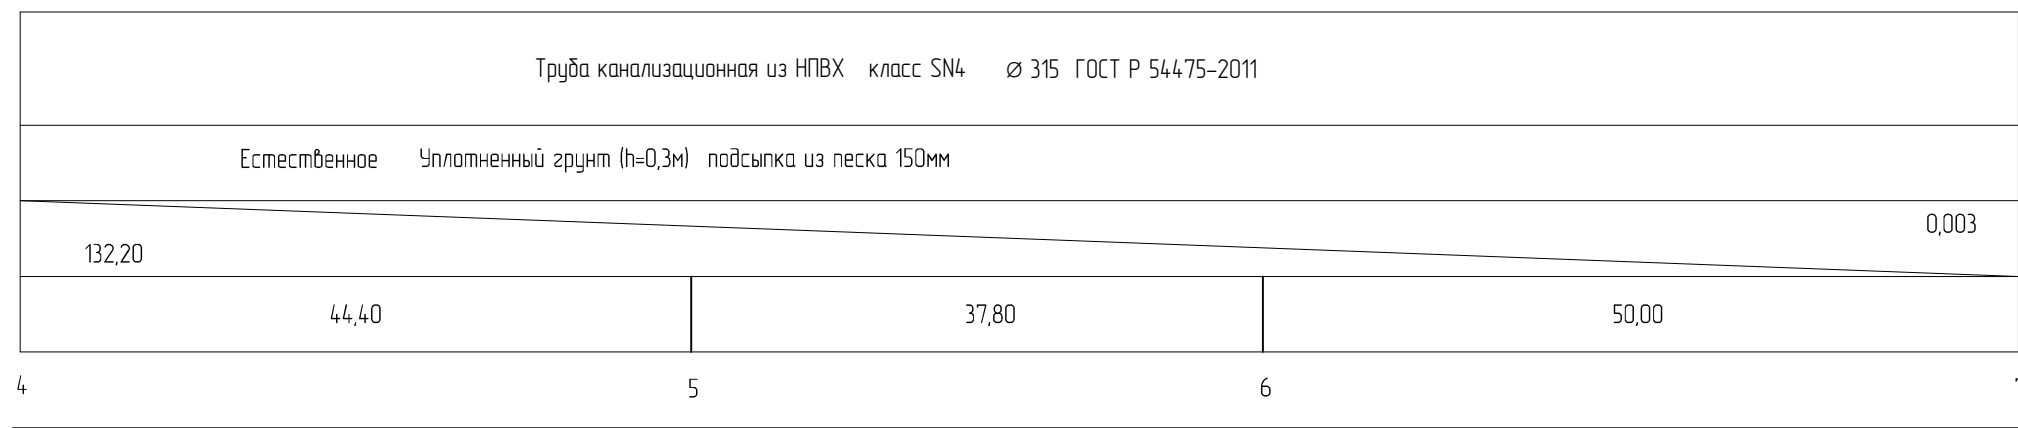 Труба канализационная из НПВХ класс SN4 ⌀ 315 ГОСТ Р 54475-2011
Естественное Уплотненный грунт (h=0,3м) подсыпка из песка 150мм
0,003
132,20
44,40 37,80 50,00
4 5 6